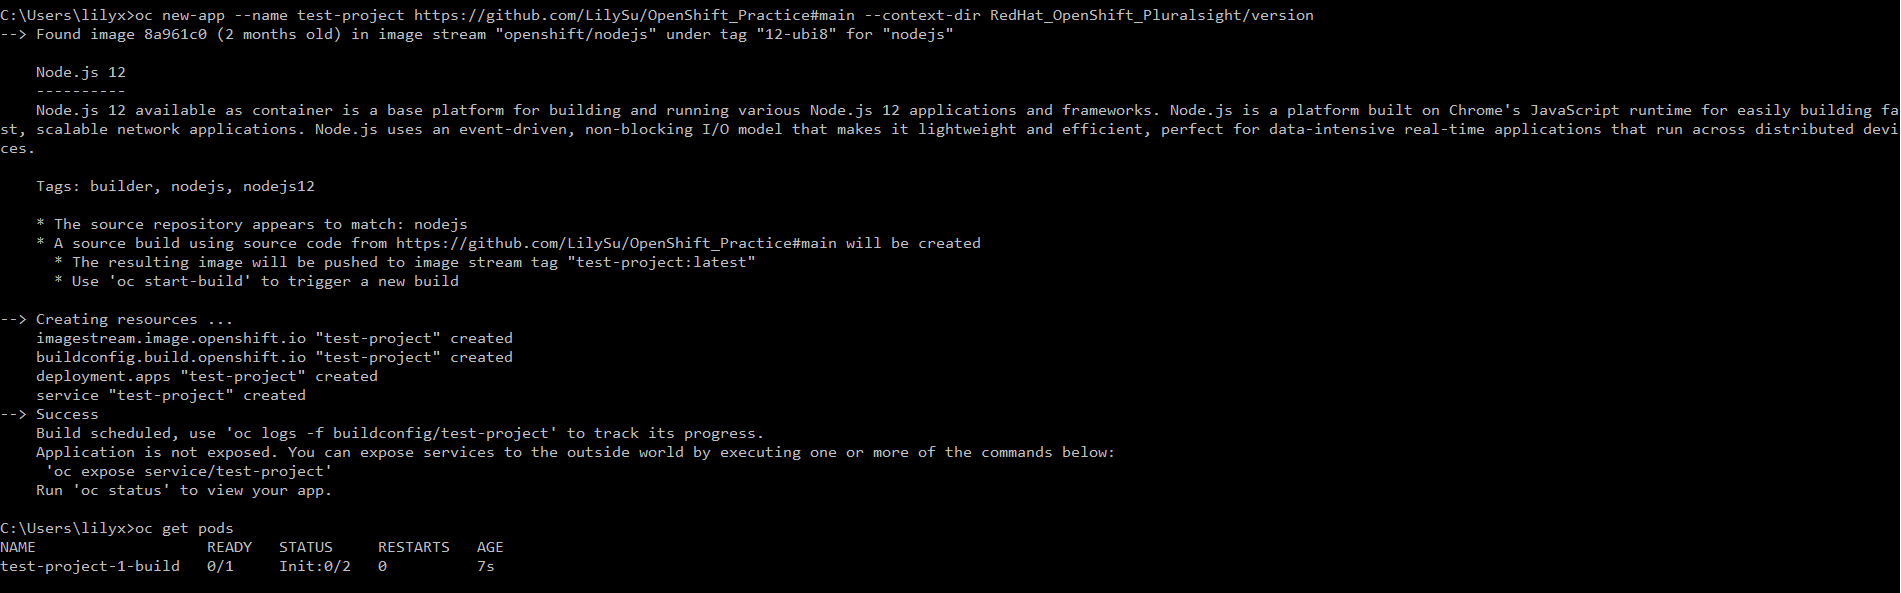 C:\Users\lilyx>oc new-app --name test-project https://github.com/LilySu/OpenShift_Practice#main --context-dir RedHat_OpenShift_Pluralsight/version
--> Found image 8a961c0 (2 months old) in image stream "openshift/nodejs" under tag "12-ubi8" for "nodejs"
Node.js 12
----------
Node.js 12 available as container is a base platform for building and running various Node.js 12 applications and frameworks. Node.js is a platform built on Chrome's JavaScript runtime for easily building fa
st, scalable network applications. Node.js uses an event-driven, non-blocking I/O model that makes it lightweight and efficient, perfect for data-intensive real-time applications that run across distributed devi
ces.
Tags: builder, nodejs, nodejs12
* The source repository appears to match: nodejs
* A source build using source code from https://github.com/LilySu/OpenShift_Practice#main will be created
* The resulting image will be pushed to image stream tag "test-project:latest"
* Use 'oc start-build' to trigger a new build
--> Creating resources ...
imagestream.image.openshift.io "test-project" created
buildconfig.build.openshift.io "test-project" created
deployment.apps "test-project" created
service "test-project" created
--> Success
Build scheduled, use 'oc logs -f buildconfig/test-project' to track its progress.
Application is not exposed. You can expose services to the outside world by executing one or more of the commands below:
'oc expose service/test-project'
Run 'oc status' to view your app.
C:\Users\lilyx>oc get pods
NAME READY STATUS RESTARTS AGE
test-project-1-build 0/1 Init:0/2 0 7s